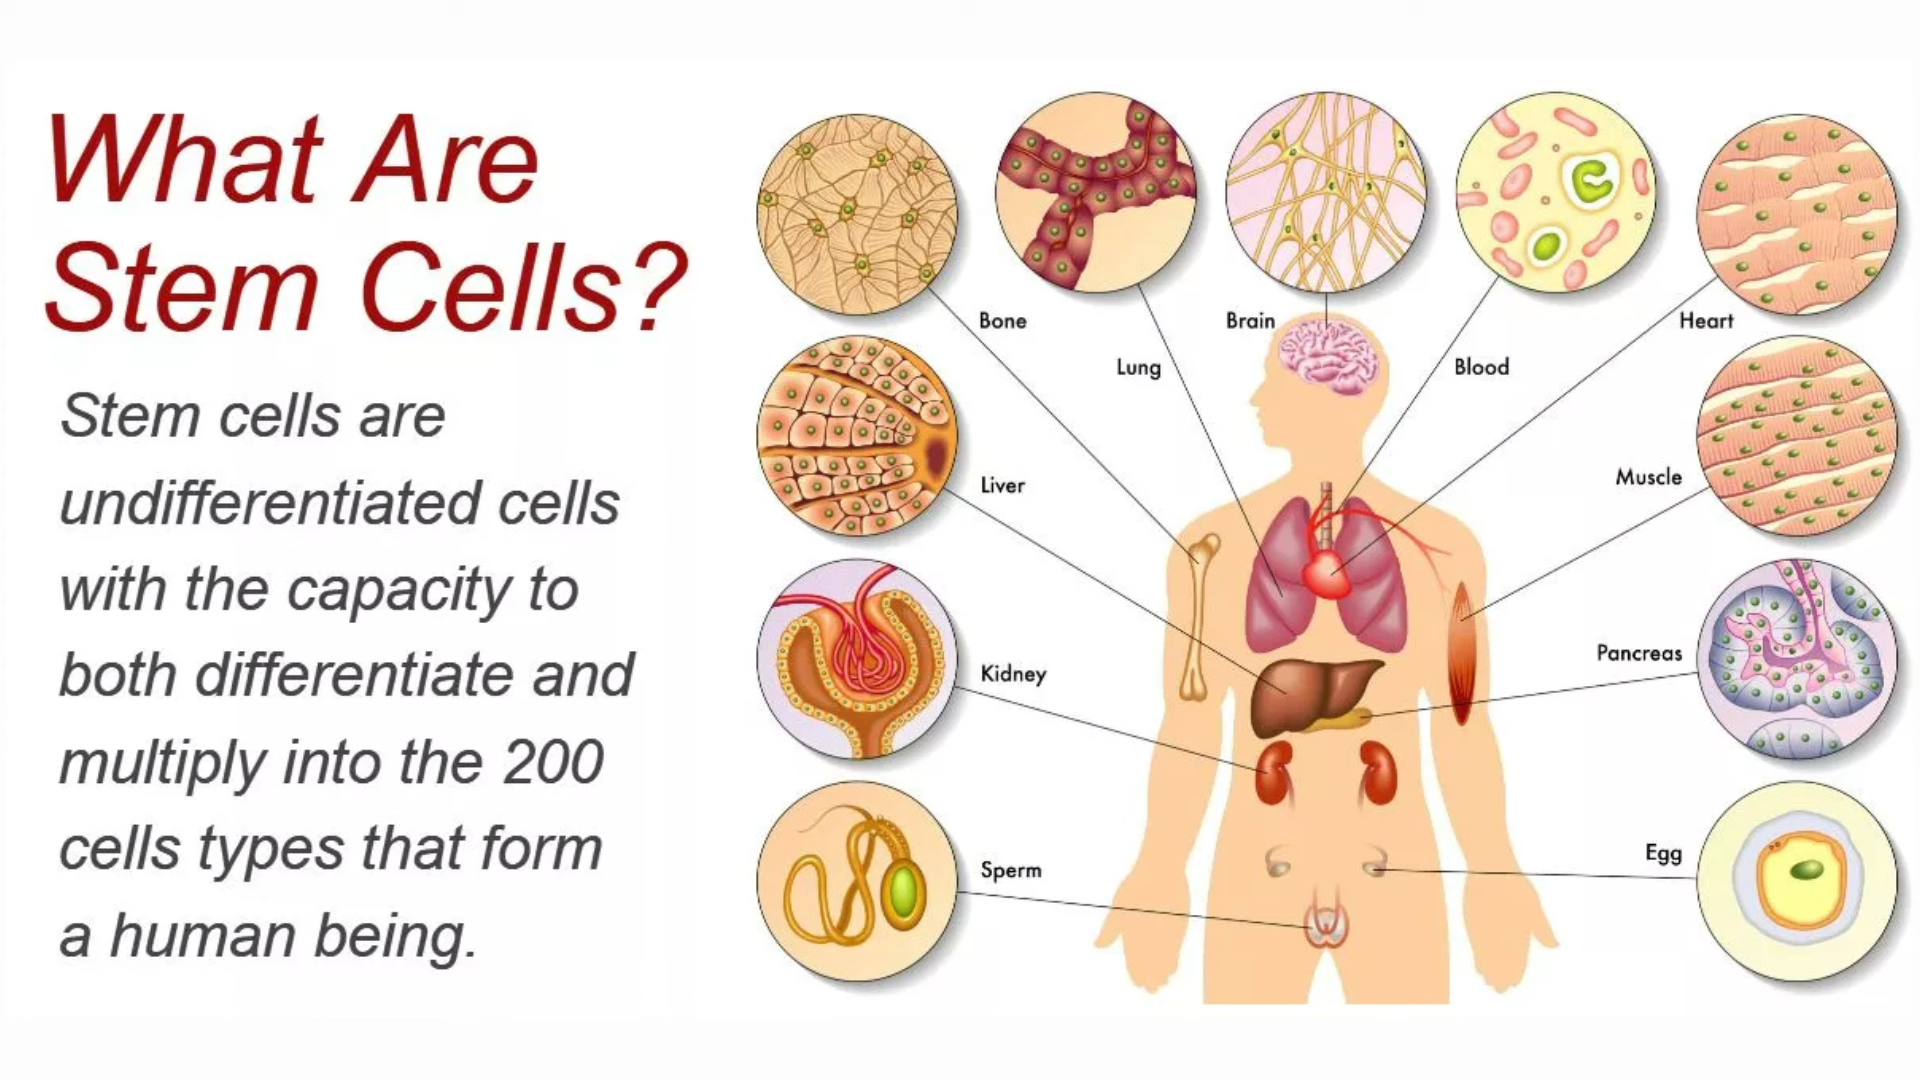 What Are
Stem Cells?
Stem cells are
undifferentiated cells
with the capacity to
both differentiate and
multiply into the 200
cells types that form
a human being.
Bone
Lung
Brain
Blood
Heart
Liver
Muscle
Kidney
Pancreas
Sperm
Egg